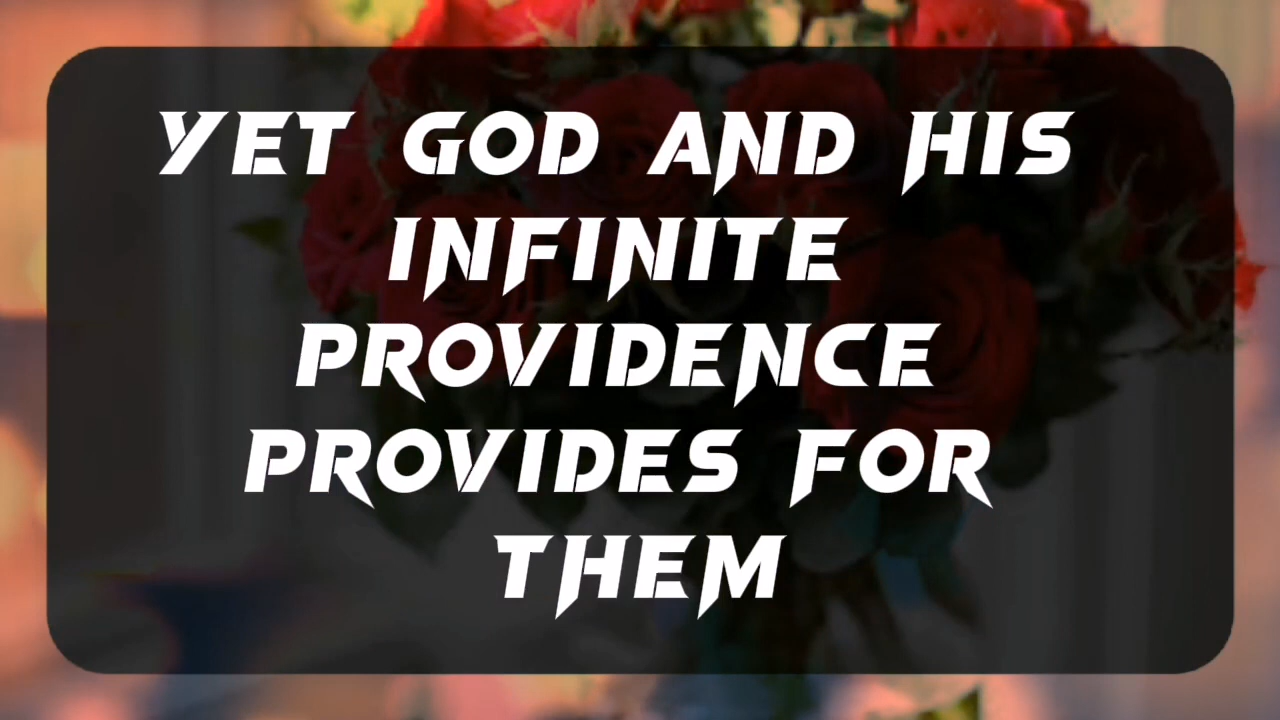 YET GOD AND HIS
INFINITE
PROVIDENCE
PROVIDES FOR
THEM